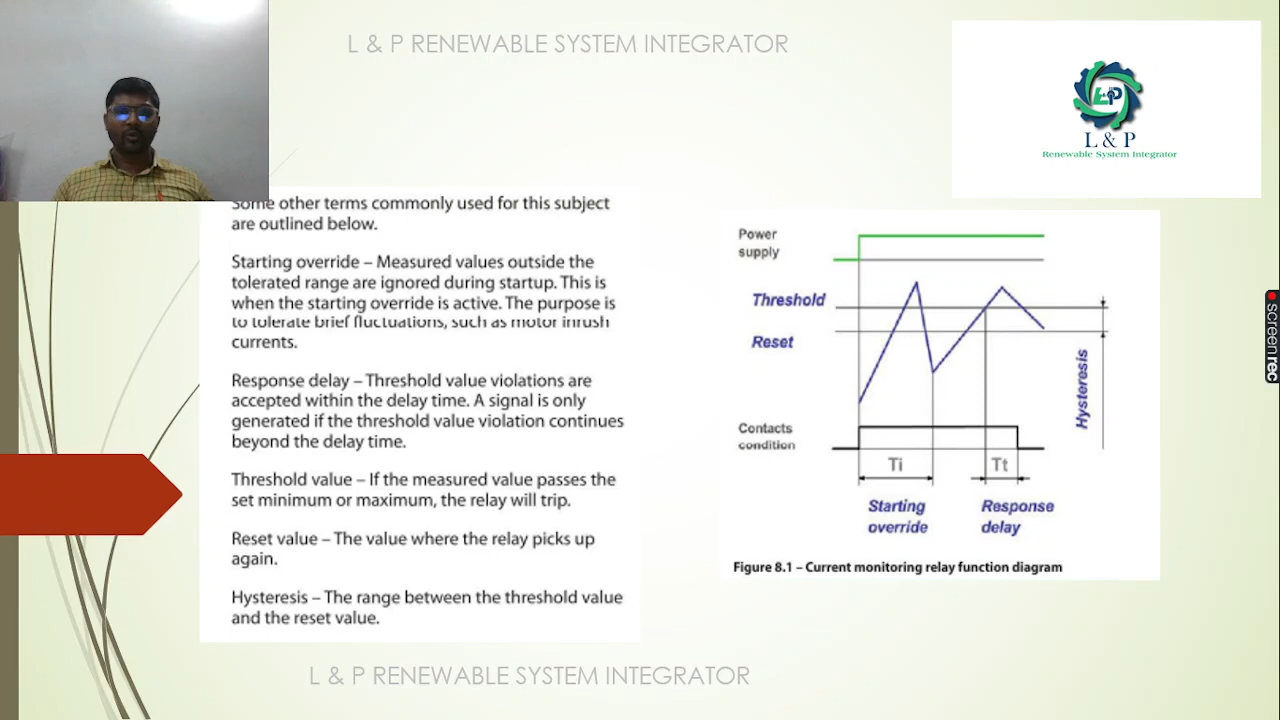 L & P RENEWABLE SYSTEM INTEGRATOR
L&P
L & P
Renewable System Integrator
Some other terms commonly used for this subject
are outlined below.
Starting override – Measured values outside the
tolerated range are ignored during startup. This is
when the starting override is active. The purpose is
to tolerate brief fluctuations, such as motor inrush
currents.
Response delay – Threshold value violations are
accepted within the delay time. A signal is only
generated if the threshold value violation continues
beyond the delay time.
Threshold value – If the measured value passes the
set minimum or maximum, the relay will trip.
Reset value – The value where the relay picks up
again.
Hysteresis – The range between the threshold value
and the reset value.
Power
supply
Threshold
Reset
Hysteresis
Contacts
condition
Ti
Tt
Starting
override
Response
delay
Figure 8.1 – Current monitoring relay function diagram
L & P RENEWABLE SYSTEM INTEGRATOR
screenrec